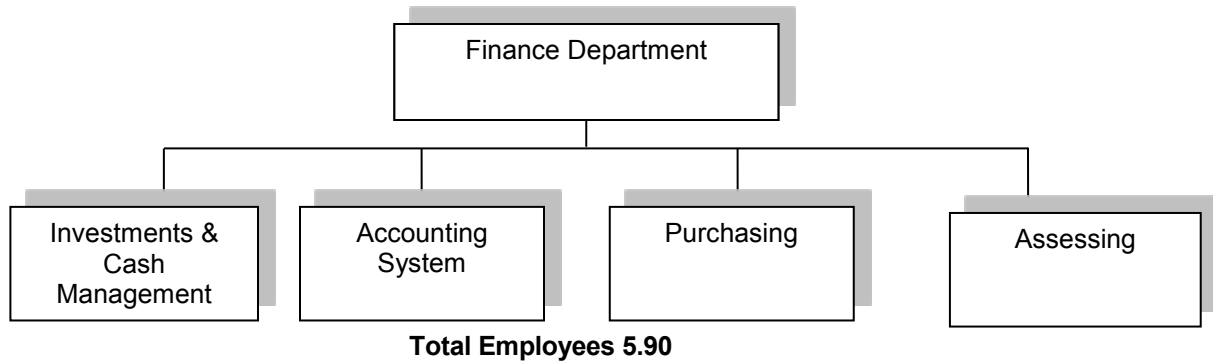 Finance Department
Investments &
Cash
Management
Accounting
System
Purchasing
Assessing
Total Employees 5.90